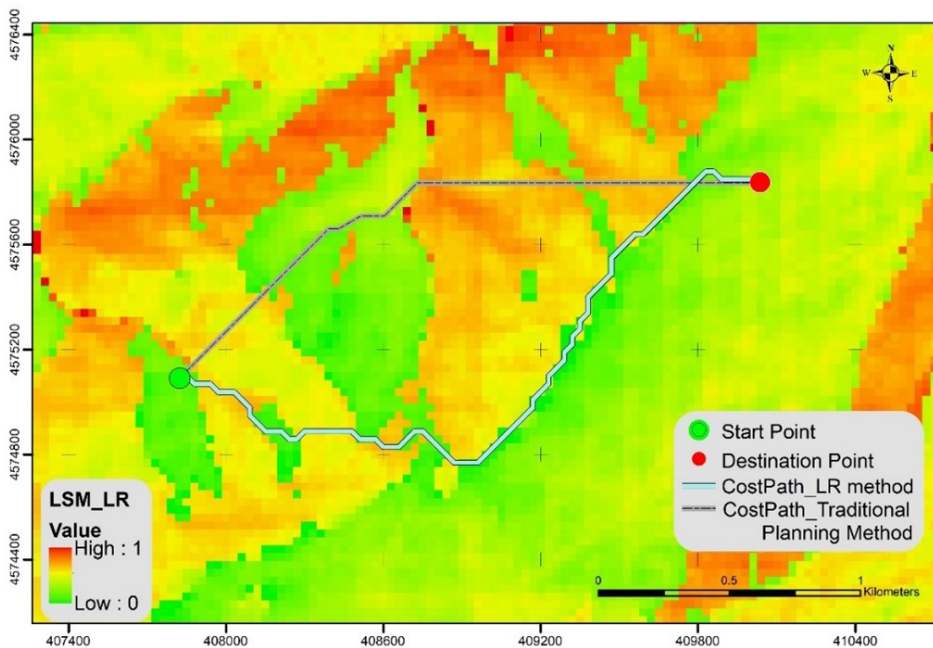 4576400
4576000
4575600
4575200
4574800
4574400
N
W E
S
Start Point
Destination Point
CostPath_LR method
CostPath_Traditional
Planning Method
LSM_LR
Value
High : 1
Low : 0
0 0.5 1
Kilometers
407400 408000 408600 409200 409800 410400